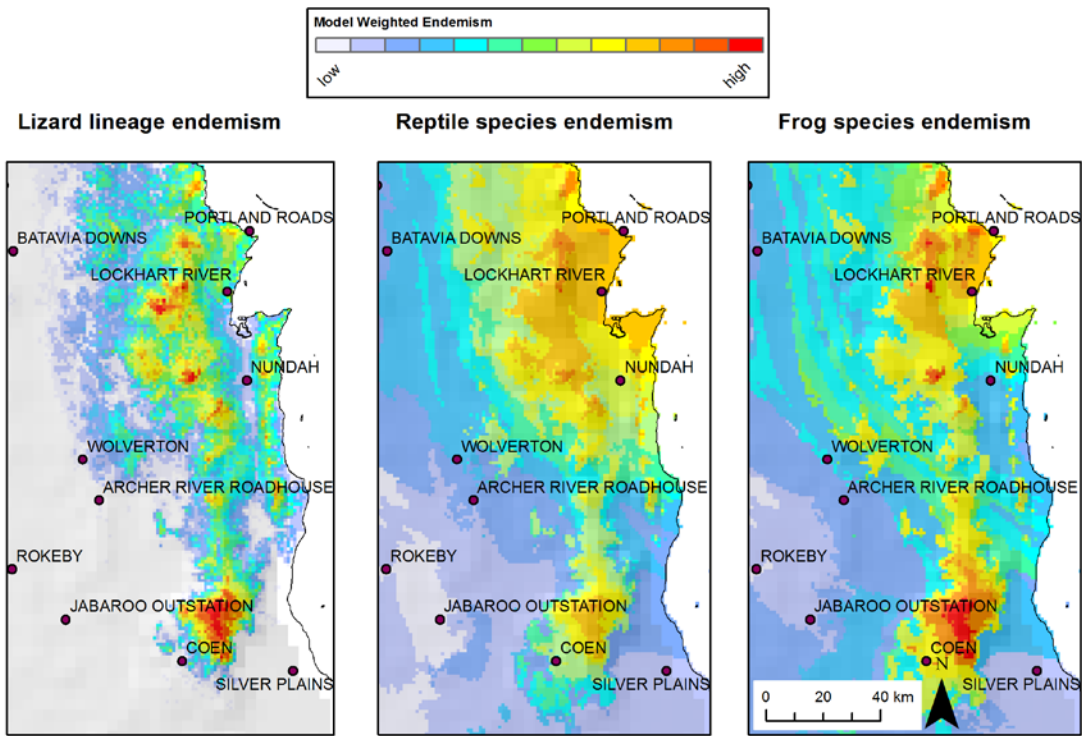 Model Weighted Endemism
low
high
Lizard lineage endemism
Reptile species endemism
Frog species endemism
PORTLAND ROADS
BATAVIA DOWNS
LOCKHART RIVER
NUNDAH
WOLVERTON
ARCHER RIVER ROADHOUSE
ROKEBY
JABAROO OUTSTATION
COEN
SILVER PLAINS
PORTLAND ROADS
BATAVIA DOWNS
LOCKHART RIVER
NUNDAH
WOLVERTON
ARCHER RIVER ROADHOUSE
ROKEBY
JABAROO OUTSTATION
COEN
SILVER PLAINS
PORTLAND ROADS
BATAVIA DOWNS
LOCKHART RIVER
NUNDAH
WOLVERTON
ARCHER RIVER ROADHOUSE
ROKEBY
JABAROO OUTSTATION
COEN
N
SILVER PLAINS
0 20 40 km